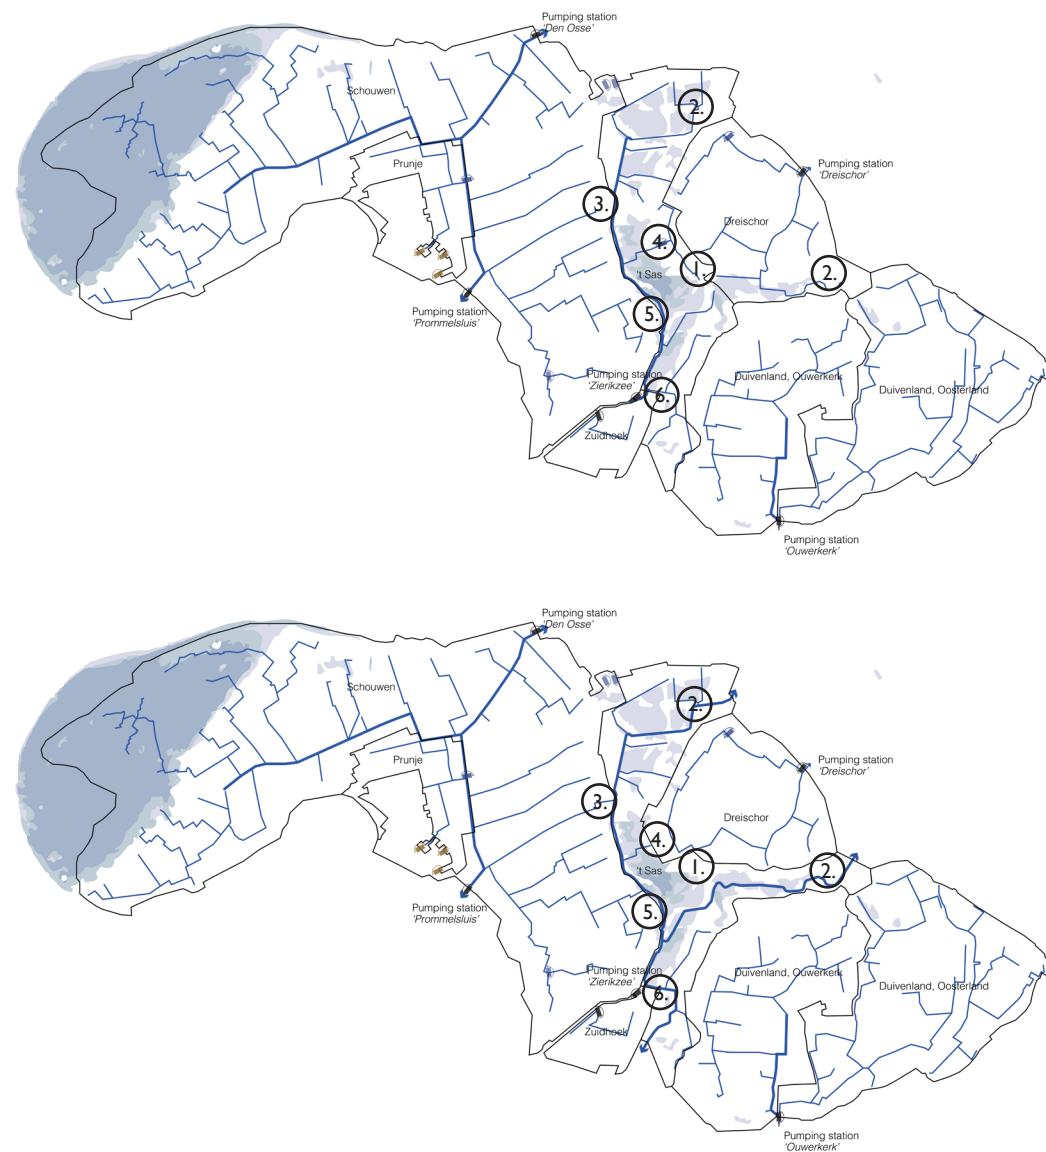 Pumping station
'Den Osse'
Schouwen
2.
Prunje
Pumping station
'Dreischor'
3.
Dreischor
4.
1.
2.
't Sas
5.
Pumping station
'Prommelsluis'
Pumping station
'Zierikzee'
6.
Duivenland, Ouwerkerk
Duivenland, Oosterland
Zuidhoek
Pumping station
'Ouwerkerk'
Pumping station
'Den Osse'
Schouwen
2.
Prunje
Pumping station
'Dreischor'
3.
Dreischor
4.
1.
2.
't Sas
5.
Pumping station
'Prommelsluis'
Pumping station
'Zierikzee'
6.
Duivenland, Ouwerkerk
Duivenland, Oosterland
Zuidhoek
Pumping station
'Ouwerkerk'